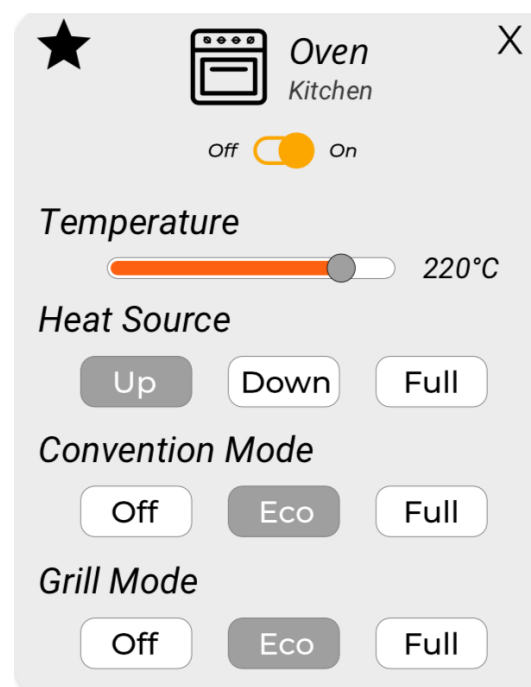 X
Oven
Kitchen
Off On
Temperature
220°C
Heat Source
Up Down Full
Convention Mode
Off Eco Full
Grill Mode
Off Eco Full